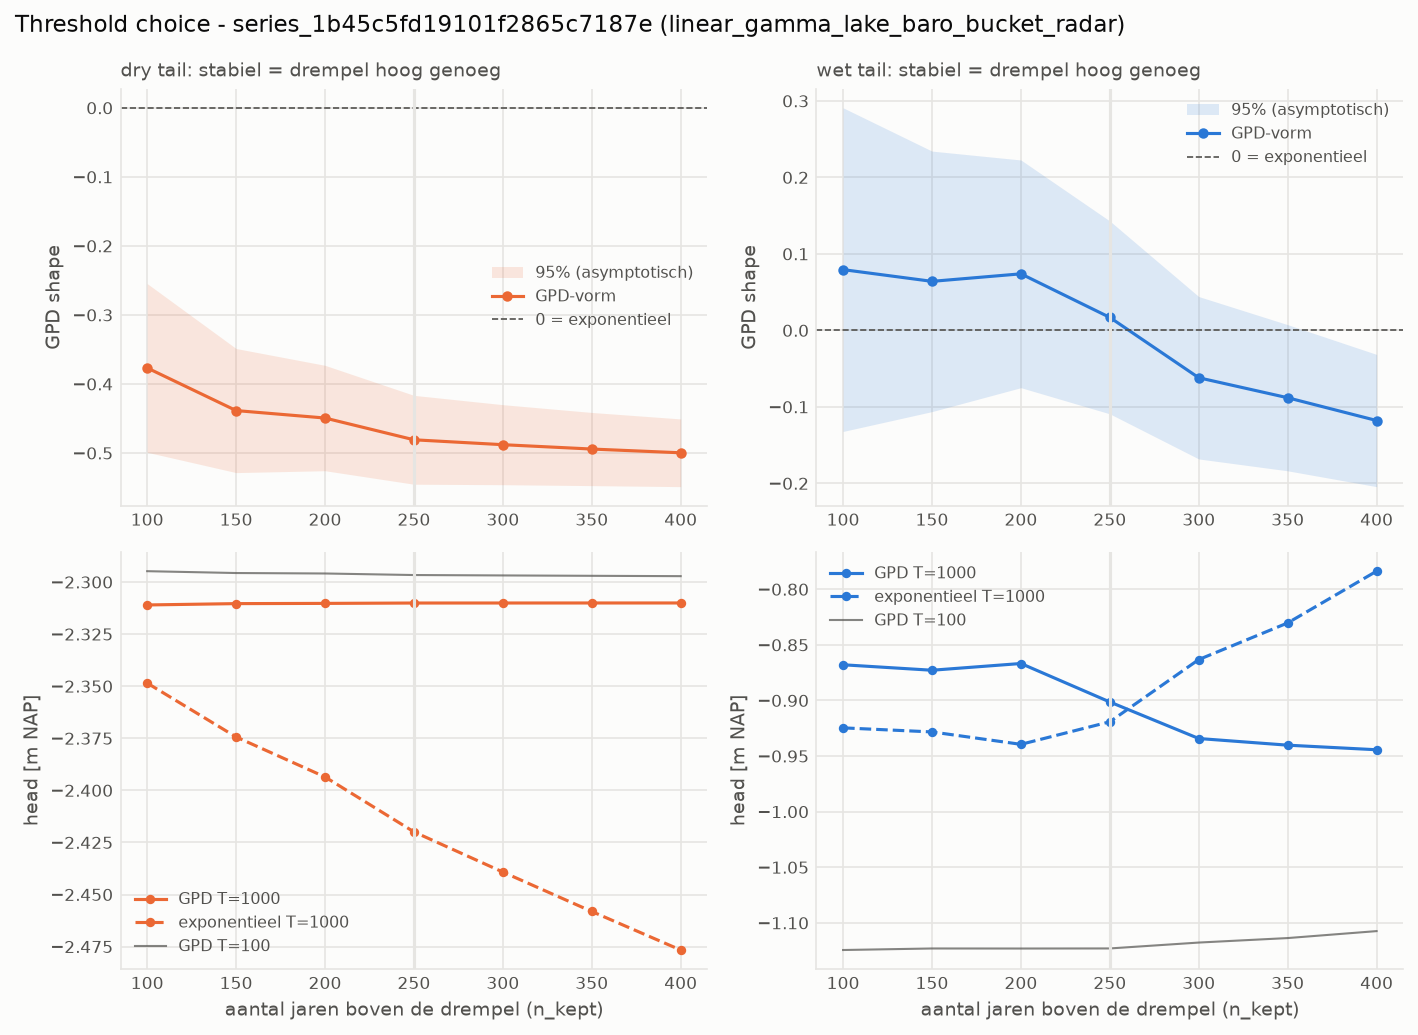 Threshold choice - series_1b45c5fd19101f2865c7187e (linear_gamma_lake_baro_bucket_radar)
dry tail: stabiel = drempel hoog genoeg
GPD shape
0.0
−0.1
−0.2
−0.3
−0.4
−0.5
95% (asymptotisch)
GPD-vorm
0 = exponentieel
100 150 200 250 300 350 400
wet tail: stabiel = drempel hoog genoeg
GPD shape
0.3
0.2
0.1
0.0
−0.1
−0.2
95% (asymptotisch)
GPD-vorm
0 = exponentieel
100 150 200 250 300 350 400
head [m NAP]
−2.300
−2.325
−2.350
−2.375
−2.400
−2.425
−2.450
−2.475
GPD T=1000
exponentieel T=1000
GPD T=100
100 150 200 250 300 350 400
aantal jaren boven de drempel (n_kept)
head [m NAP]
−0.80
−0.85
−0.90
−0.95
−1.00
−1.05
−1.10
GPD T=1000
exponentieel T=1000
GPD T=100
100 150 200 250 300 350 400
aantal jaren boven de drempel (n_kept)